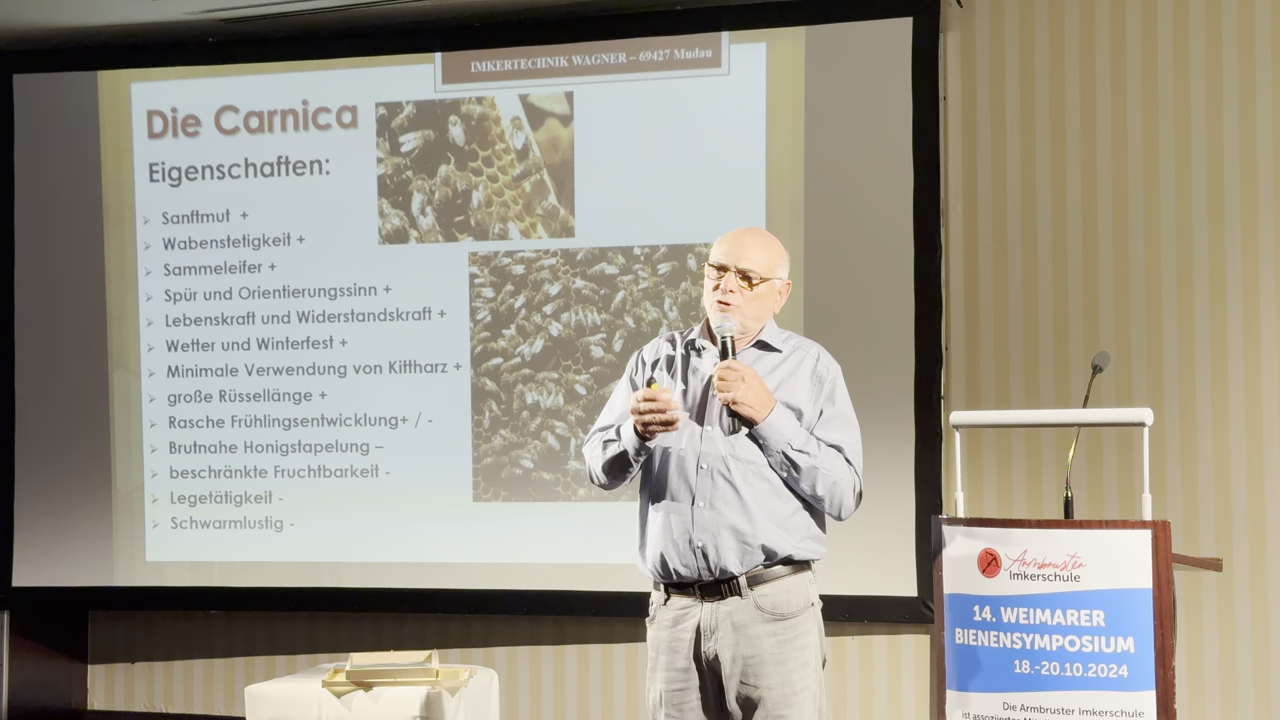 IMKERTECHNIK WAGNER – 69427 Mudau
Die Carnica
Eigenschaften:
Sanftmut +
Wabenstetigkeit +
Sammeleifer +
Spür und Orientierungssinn +
Lebenskraft und Widerstandskraft +
Wetter und Winterfest +
Minimale Verwendung von Kittharz +
große Rüssellänge +
Rasche Frühlingsentwicklung+ / -
Brutnahe Honigstapelung –
beschränkte Fruchtbarkeit -
Legetätigkeit -
Schwarmlustig -
Armbruster
Imkerschule
14. WEIMARER
BIENENSYMPOSIUM
18.-20.10.2024
Die Armbruster Imkerschule
ist assoziiertes